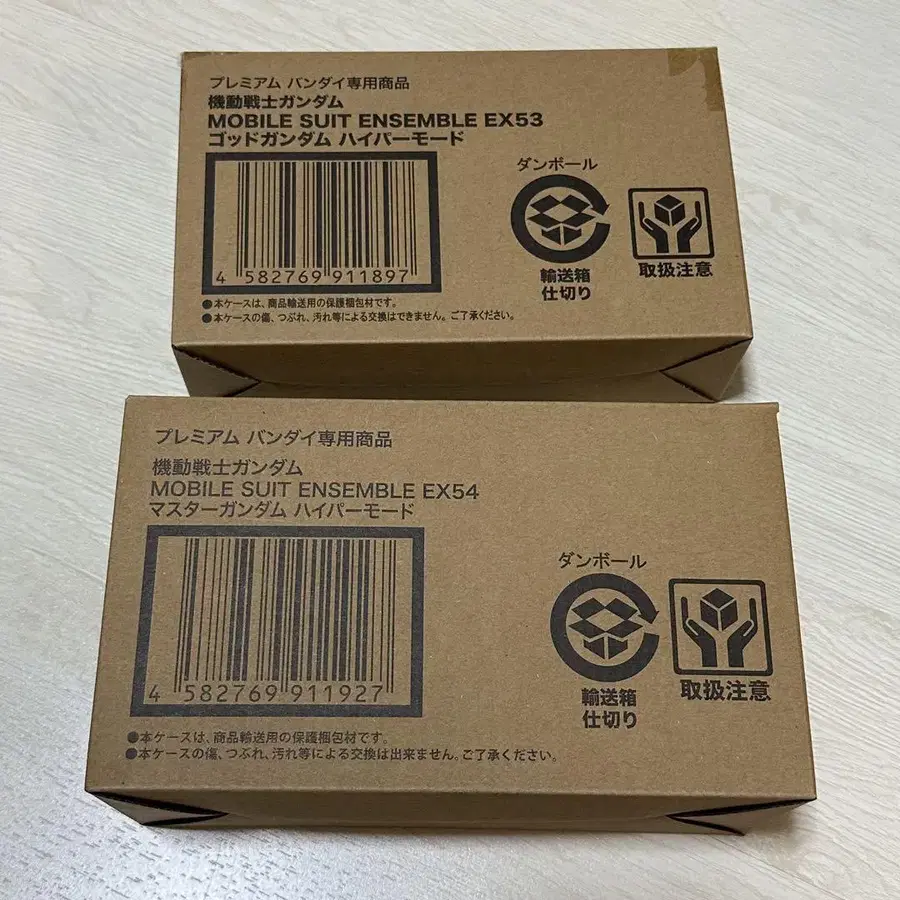 プレミアム バンダイ専用商品
機動戦士ガンダム
MOBILE SUIT ENSEMBLE EX53
ゴッドガンダム ハイパーモード
ダンボール
4 582769 911897
輸送箱
仕切り
取扱注意
●本ケースは、商品輸送用の保護梱包材です。
●本ケースの傷、つぶれ、汚れ等による交換はできません。ご了承ください。
プレミアム バンダイ専用商品
機動戦士ガンダム
MOBILE SUIT ENSEMBLE EX54
マスターガンダム ハイパーモード
ダンボール
4 582769 911927
輸送箱
仕切り
取扱注意
●本ケースは、商品輸送用の保護梱包材です。
●本ケースの傷、つぶれ、汚れ等による交換は出来ません。ご了承ください。